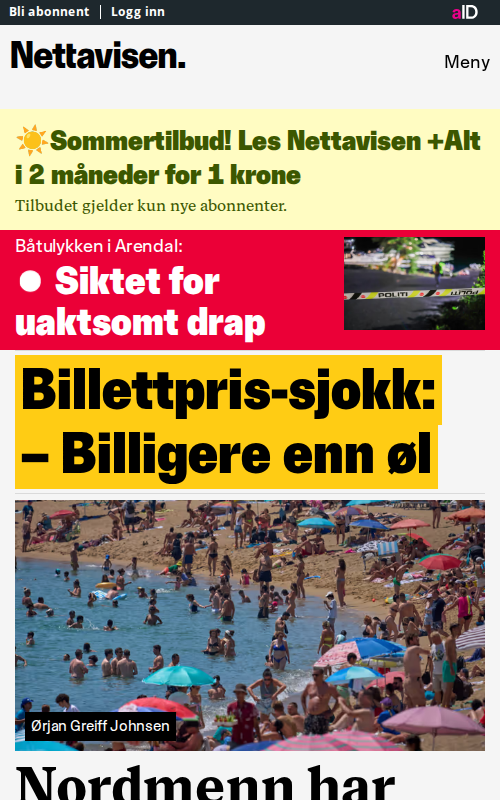 Bli abonnent
Logg inn
aID
Nettavisen.
Meny
☀️Sommertilbud! Les Nettavisen +Alt
i 2 måneder for 1 krone
Tilbudet gjelder kun nye abonnenter.
Båtulykken i Arendal:
Siktet for
uaktsomt drap
POLITI
POLITI
Billettpris-sjokk:
– Billigere enn øl
Ørjan Greiff Johnsen
Nordmenn har